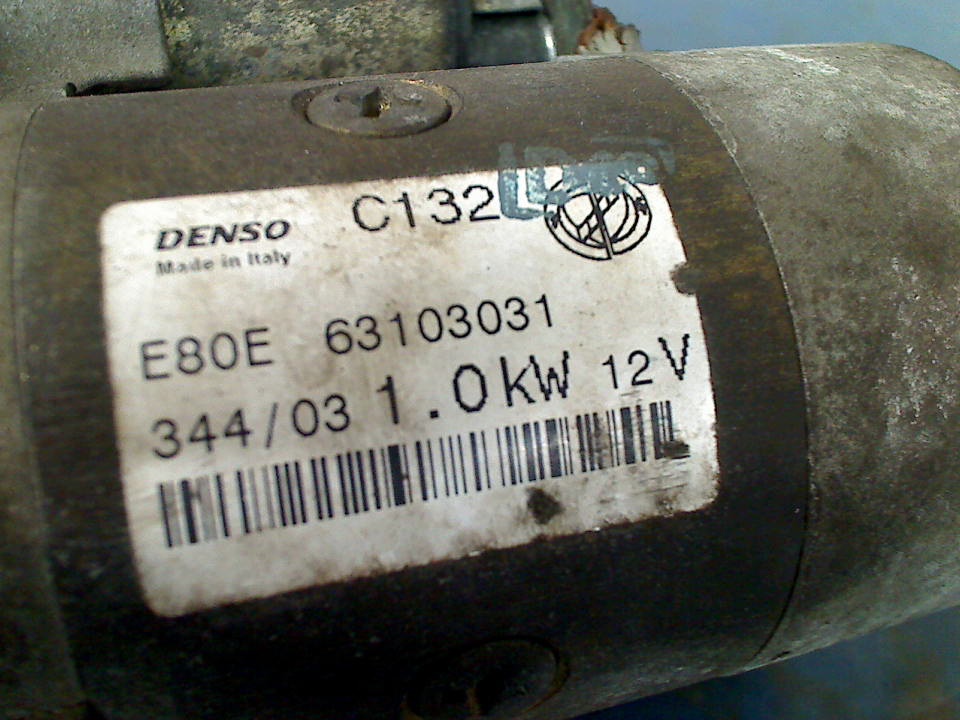 DENSO C132
Made in Italy
E80E 63103031
344/03 1.0kW 12V